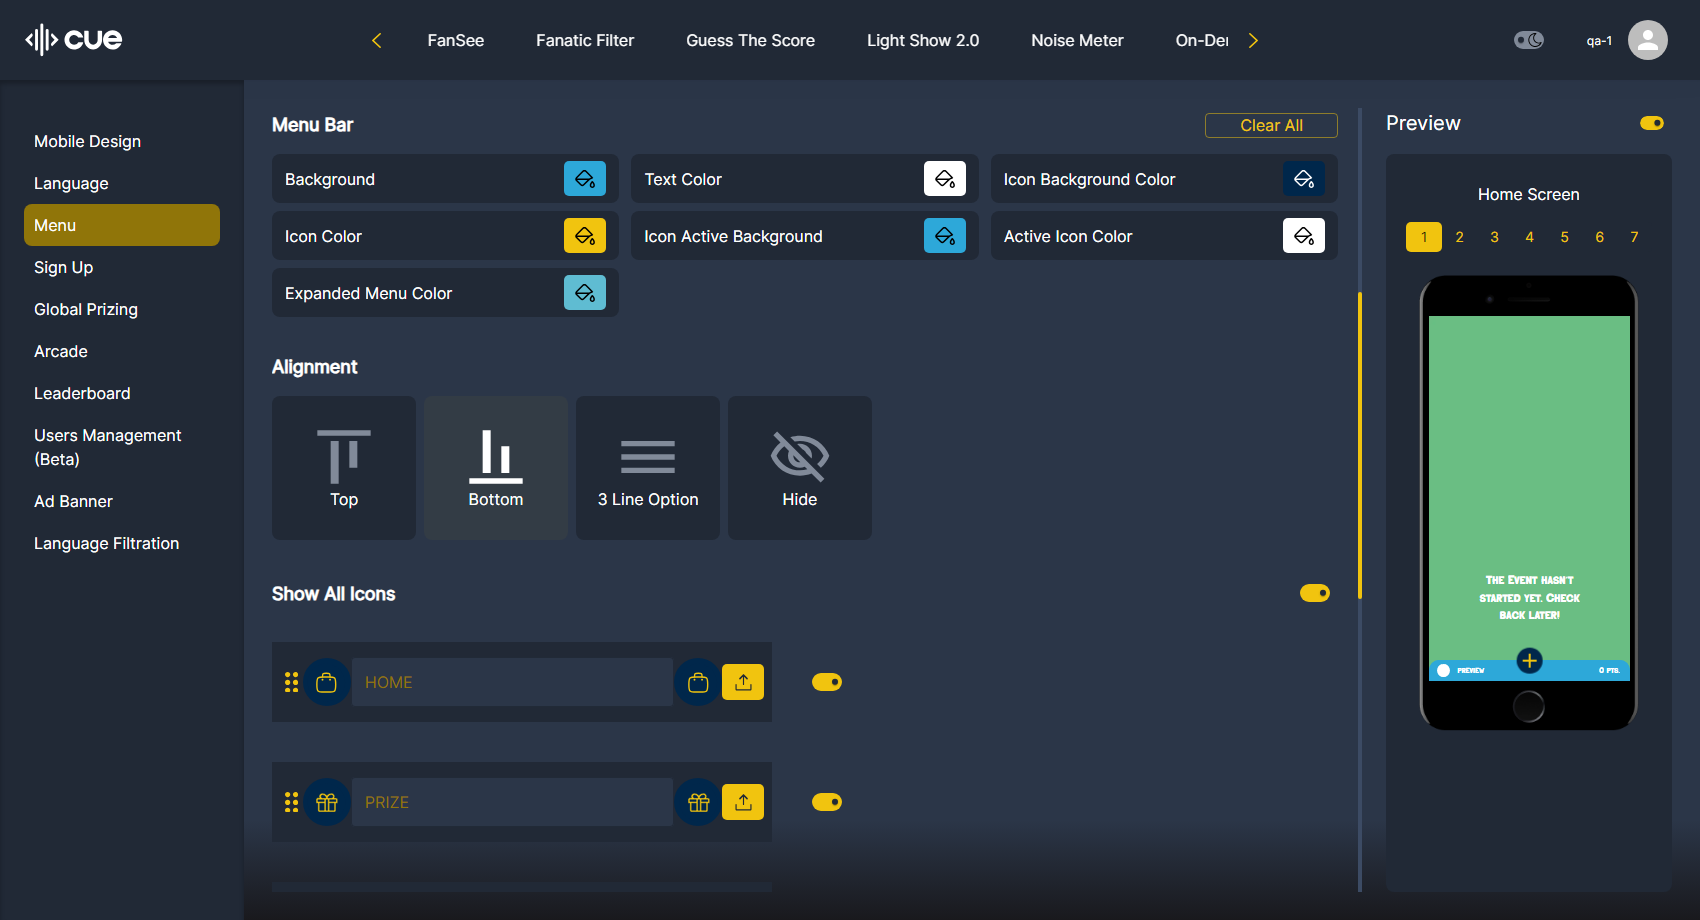 cue
FanSee
Fanatic Filter
Guess The Score
Light Show 2.0
Noise Meter
On-De
qa-1
Mobile Design
Language
Menu
Sign Up
Global Prizing
Arcade
Leaderboard
Users Management
(Beta)
Ad Banner
Language Filtration
Menu Bar
Clear All
Background
Text Color
Icon Background Color
Icon Color
Icon Active Background
Active Icon Color
Expanded Menu Color
Alignment
Top
Bottom
3 Line Option
Hide
Show All Icons
HOME
PRIZE
Preview
Home Screen
1 2 3 4 5 6 7
The Event hasn't
started yet. Check
back later!
PREVIEW
0 PTS.